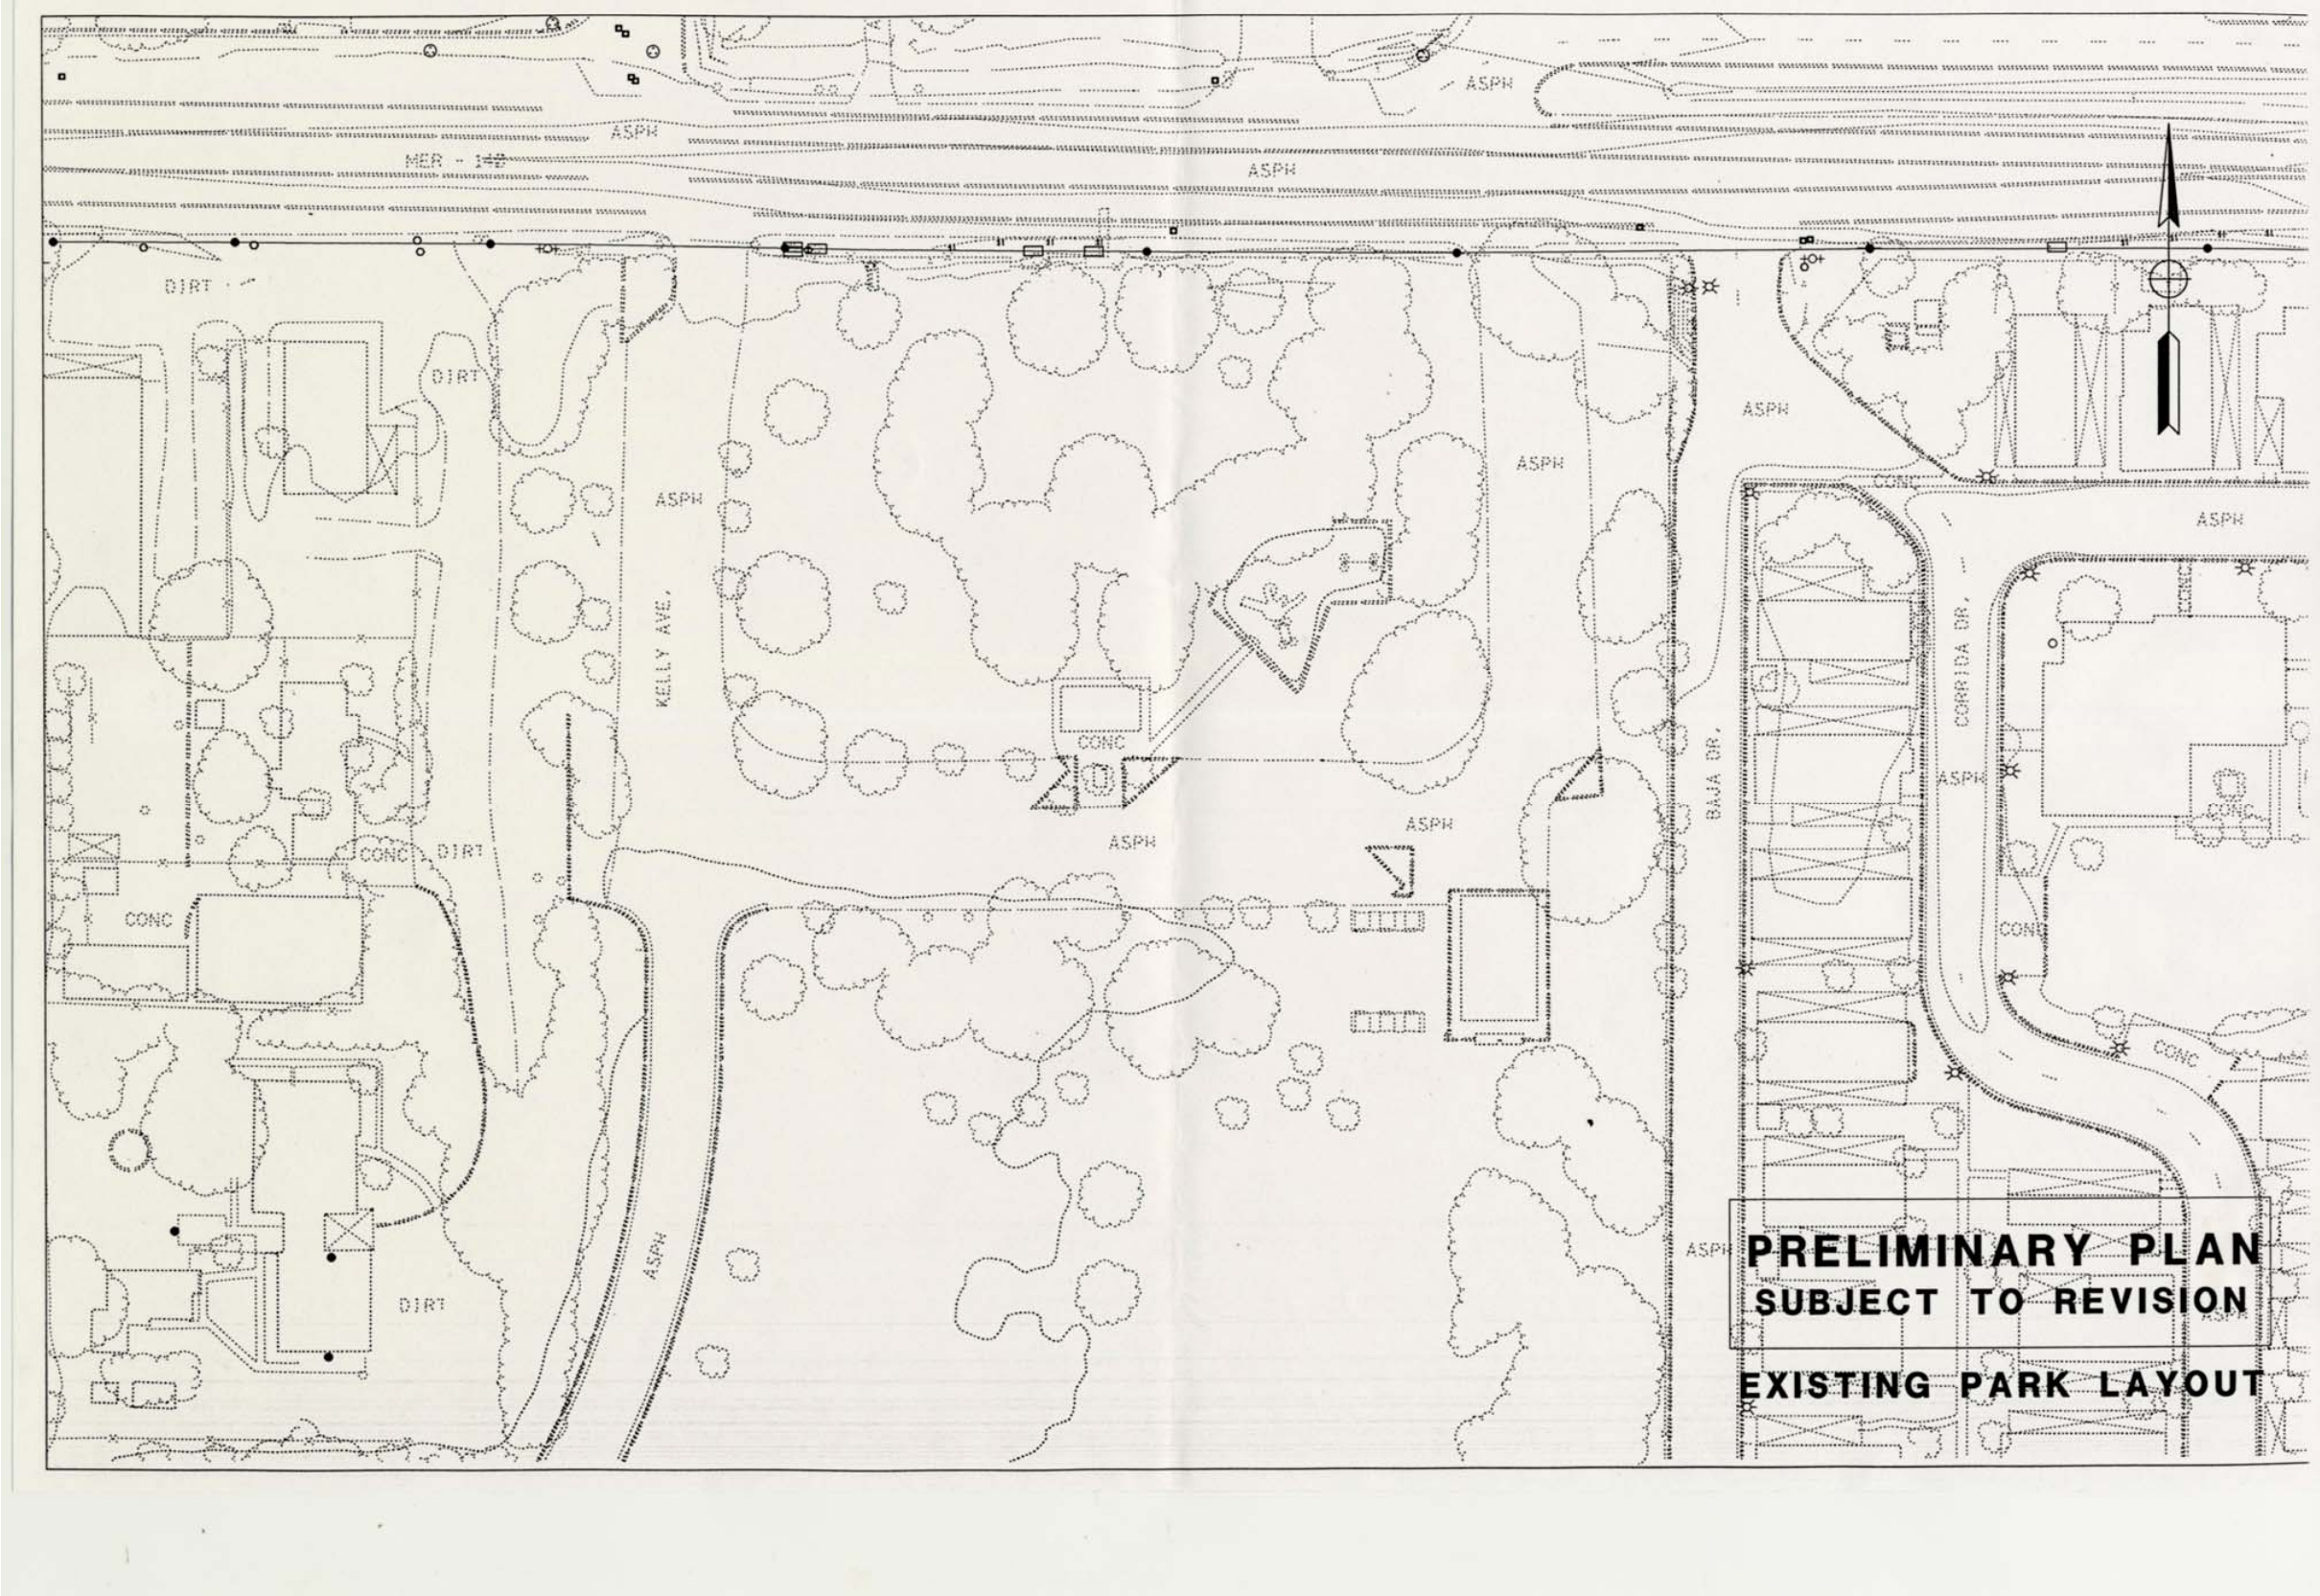 ASPH
ASPH
MER - 140
ASPH
DIRT
DIRT
ASPH
ASPH
ASPH
CONC
ASPH
KELLY AVE.
CORRIDA DR.
BAJA DR.
CONC
ASPH
CONC
ASPH
ASPH
CONC
DIRT
CONC
CONC
CONC
ASPH
ASPH
DIRT
ASPH
PRELIMINARY PLAN
SUBJECT TO REVISION
EXISTING PARK LAYOUT